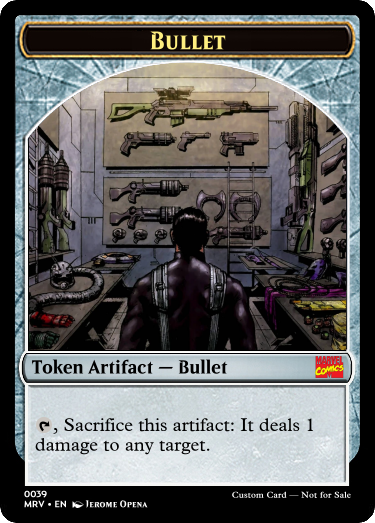 BULLET
Token Artifact — Bullet
MARVEL
COMICS
, Sacrifice this artifact: It deals 1
damage to any target.
0039
Custom Card — Not for Sale
MRV • EN JEROME OPENA